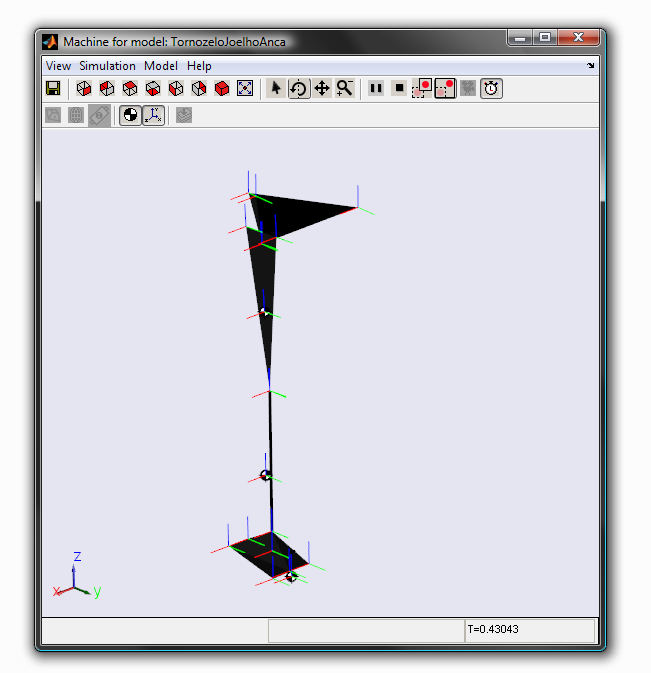 Machine for model: TornozeloJoelhoAnca
View Simulation Model Help
Z
X y
T=0.43043